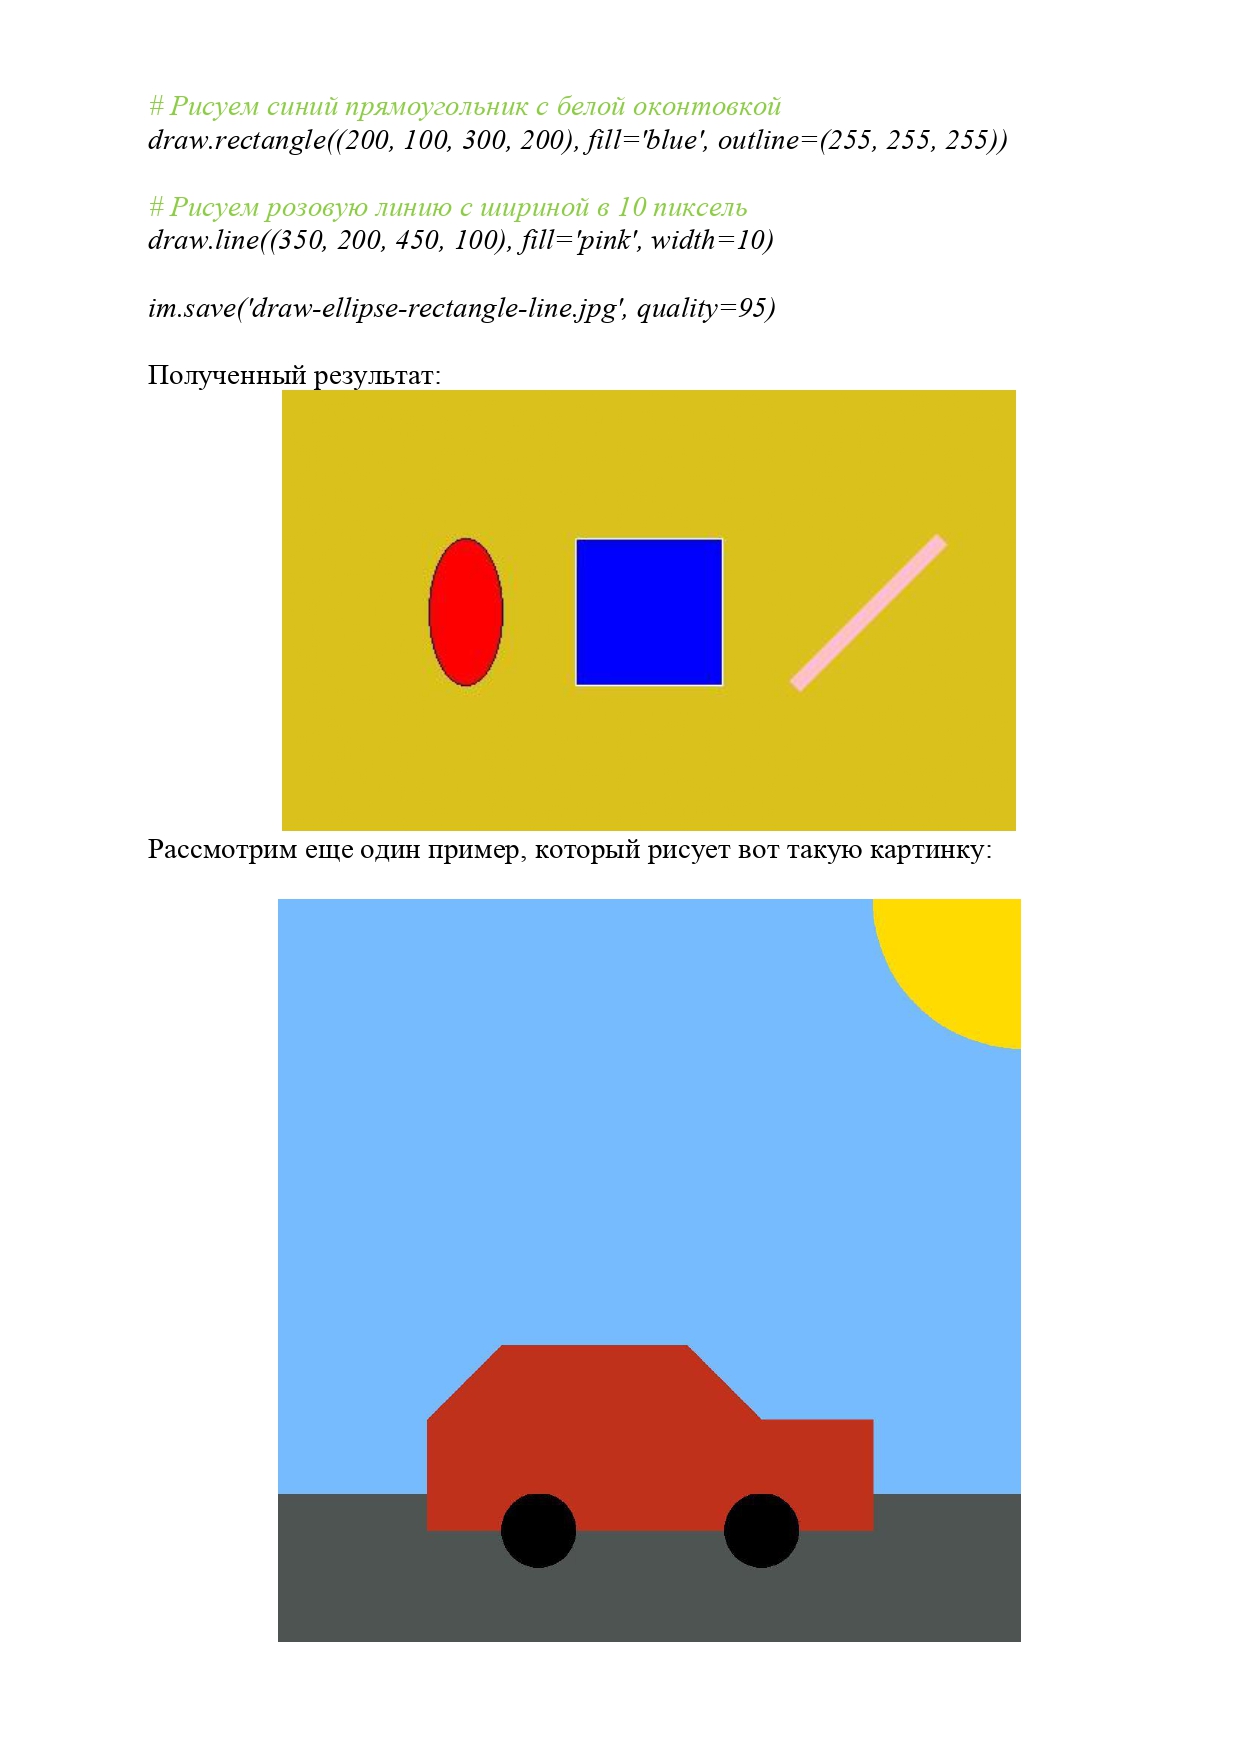 # Рисуем синий прямоугольник с белой оконтовкой
draw.rectangle((200, 100, 300, 200), fill='blue', outline=(255, 255, 255))
# Рисуем розовую линию с шириной в 10 пиксель
draw.line((350, 200, 450, 100), fill='pink', width=10)
im.save('draw-ellipse-rectangle-line.jpg', quality=95)
Полученный результат:
Рассмотрим еще один пример, который рисует вот такую картинку: